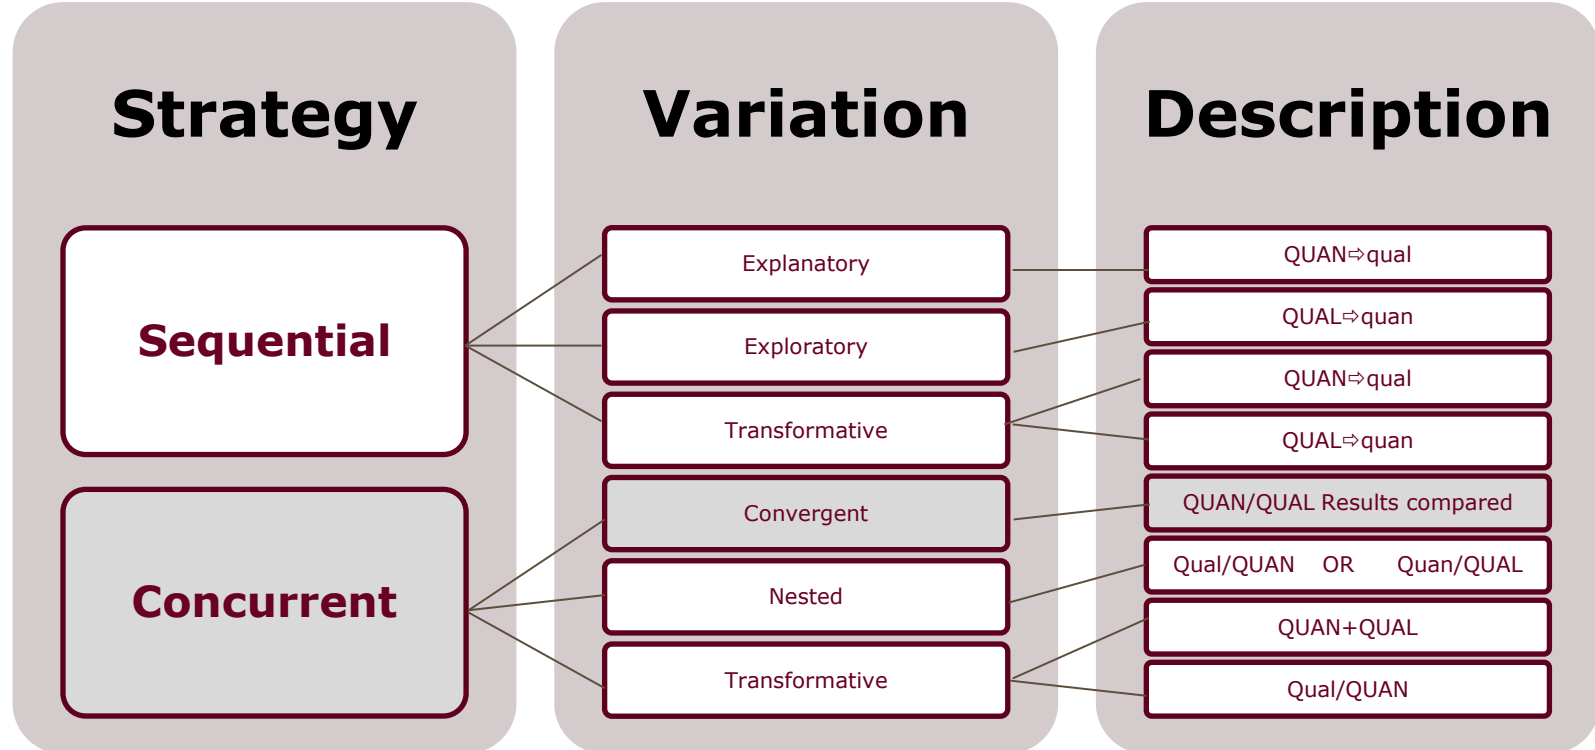 Strategy
Variation
Description
Sequential
Concurrent
Explanatory
Exploratory
Transformative
Convergent
Nested
Transformative
QUAN⇨qual
QUAL⇨quan
QUAN⇨qual
QUAL⇨quan
QUAN/QUAL Results compared
Qual/QUAN OR Quan/QUAL
QUAN+QUAL
Qual/QUAN